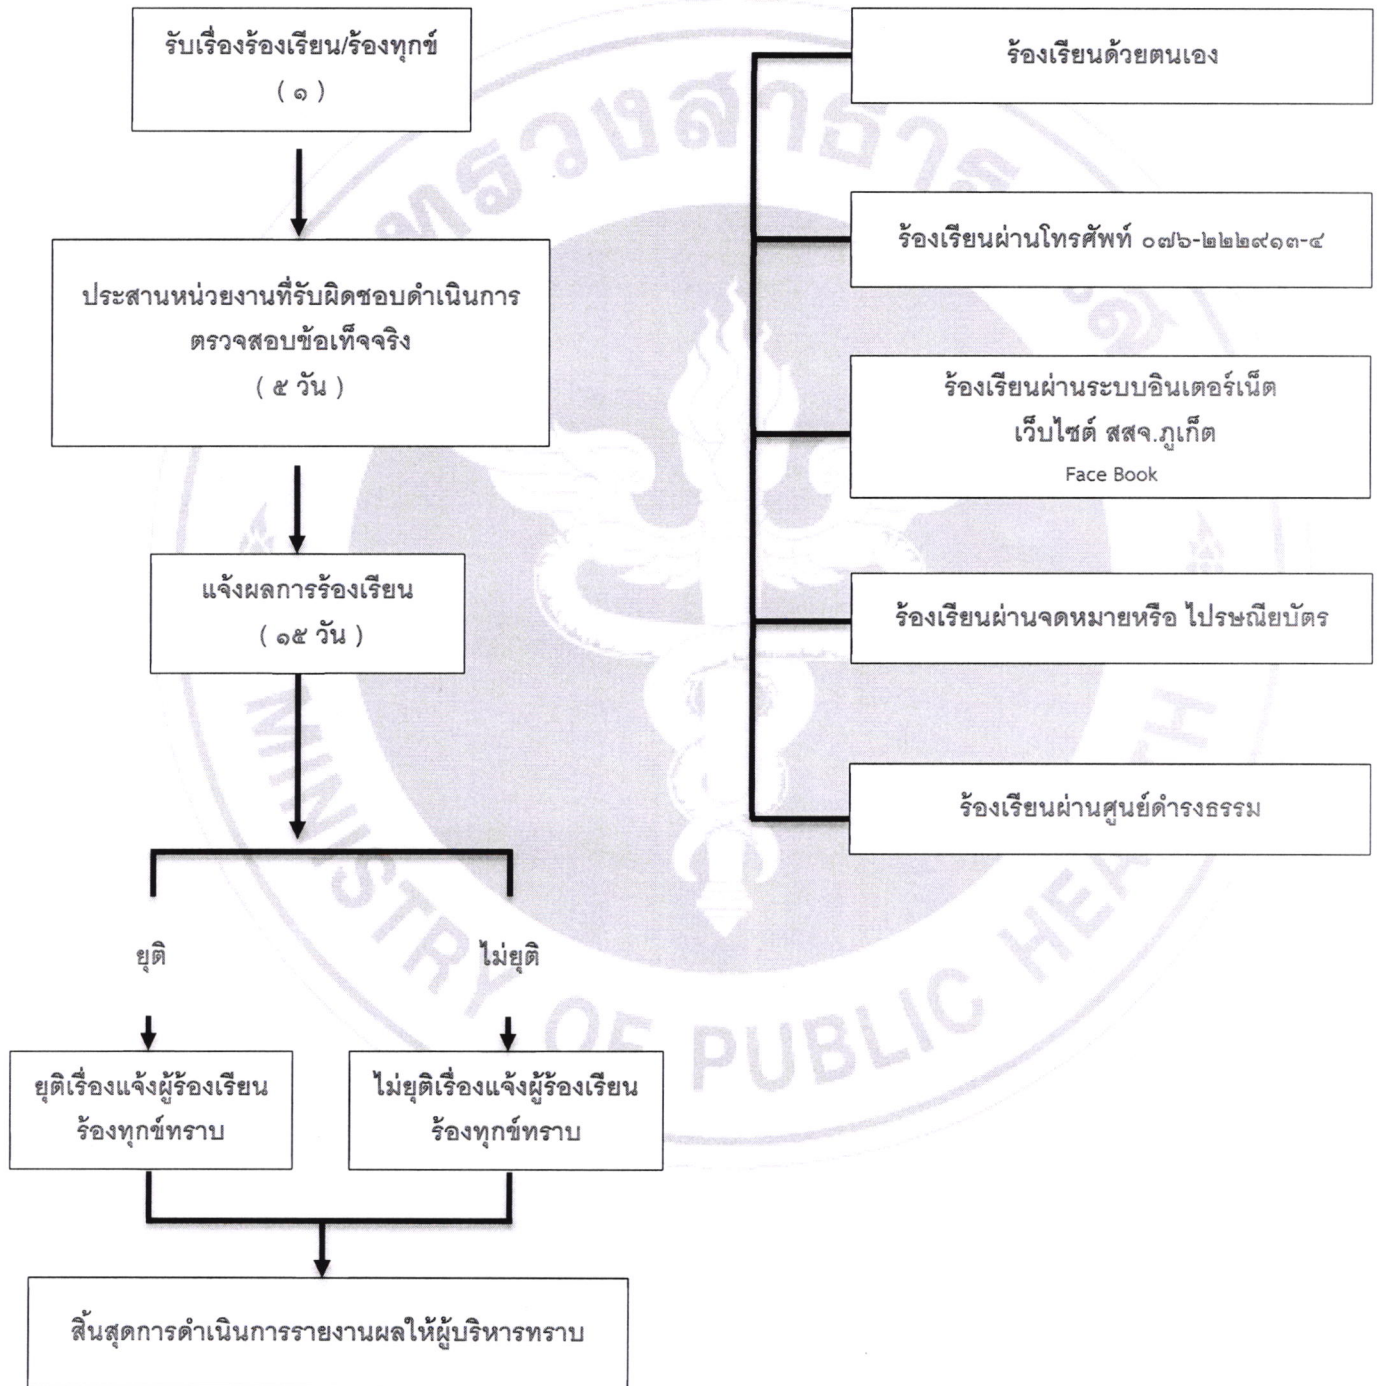 รับเรื่องร้องเรียน/ร้องทุกข์
( ๑ )
ประสานหน่วยงานที่รับผิดชอบดำเนินการ
ตรวจสอบข้อเท็จจริง
( ๕ วัน )
แจ้งผลการร้องเรียน
( ๑๕ วัน )
ยุติ
ไม่ยุติ
ยุติเรื่องแจ้งผู้ร้องเรียน
ร้องทุกข์ทราบ
ไม่ยุติเรื่องแจ้งผู้ร้องเรียน
ร้องทุกข์ทราบ
สิ้นสุดการดำเนินการรายงานผลให้ผู้บริหารทราบ
ร้องเรียนด้วยตนเอง
ร้องเรียนผ่านโทรศัพท์ ๐๗๖-๒๒๒๙๑๓-๔
ร้องเรียนผ่านระบบอินเตอร์เน็ต
เว็บไซต์ สสจ.ภูเก็ต
Face Book
ร้องเรียนผ่านจดหมายหรือ ไปรษณียบัตร
ร้องเรียนผ่านศูนย์ดำรงธรรม
MINISTRY OF PUBLIC HEALTH